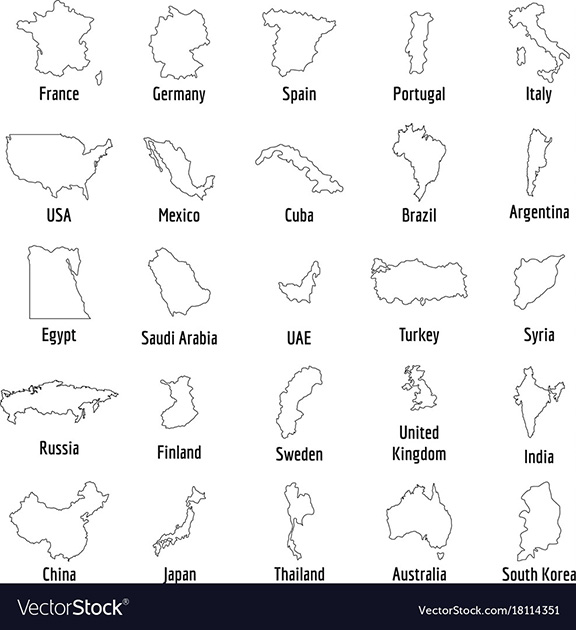 France
Germany
Spain
Portugal
Italy
USA
Mexico
Cuba
Brazil
Argentina
Egypt
Saudi Arabia
UAE
Turkey
Syria
Russia
Finland
Sweden
United
Kingdom
India
China
Japan
Thailand
Australia
South Korea
VectorStock®
VectorStock.com/18114351